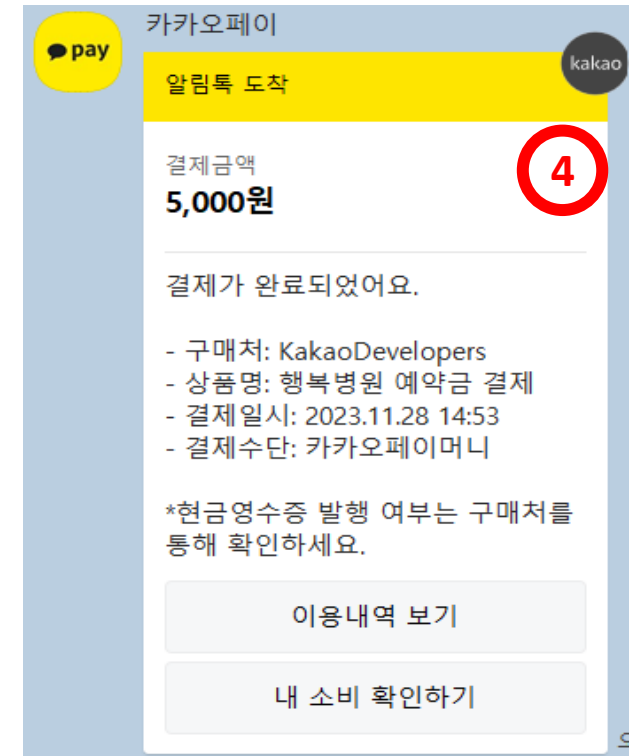 카카오페이
pay
알림톡 도착
kakao
결제금액
4
5,000원
결제가 완료되었어요.
- 구매처: KakaoDevelopers
- 상품명: 행복병원 예약금 결제
- 결제일시: 2023.11.28 14:53
- 결제수단: 카카오페이머니
*현금영수증 발행 여부는 구매처를
통해 확인하세요.
이용내역 보기
내 소비 확인하기